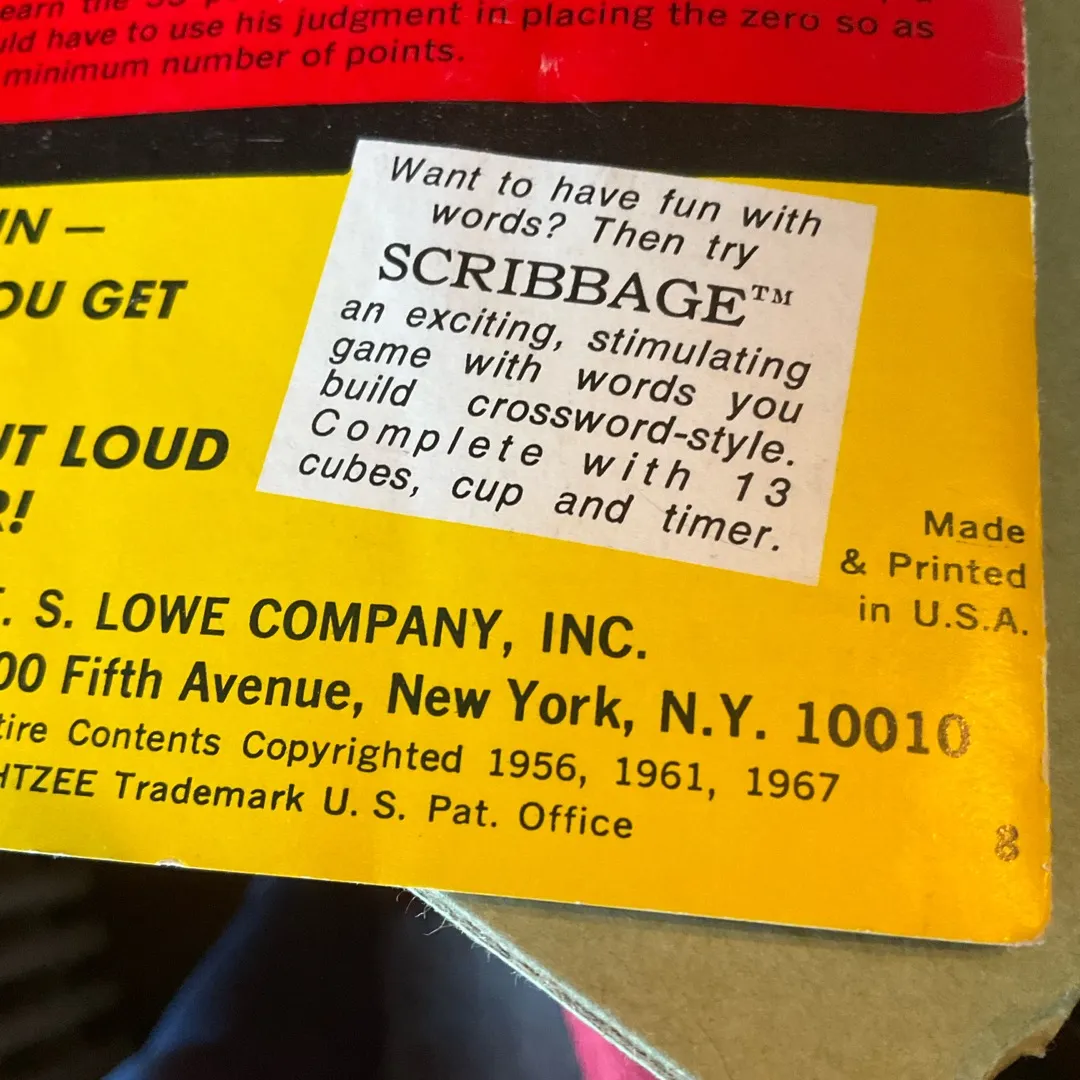 earn the
have to use his judgment in placing the zero so as
minimum number of points.
IN —
OU GET
UT LOUD
R!
Want to have fun with
words? Then try
SCRIBBAGE™
an exciting, stimulating
game with words you
build crossword-style.
Complete with 13
cubes, cup and timer.
Made
& Printed
in U.S.A.
. S. LOWE COMPANY, INC.
00 Fifth Avenue, New York, N.Y. 10010
tire Contents Copyrighted 1956, 1961, 1967
HTZEE Trademark U. S. Pat. Office
8